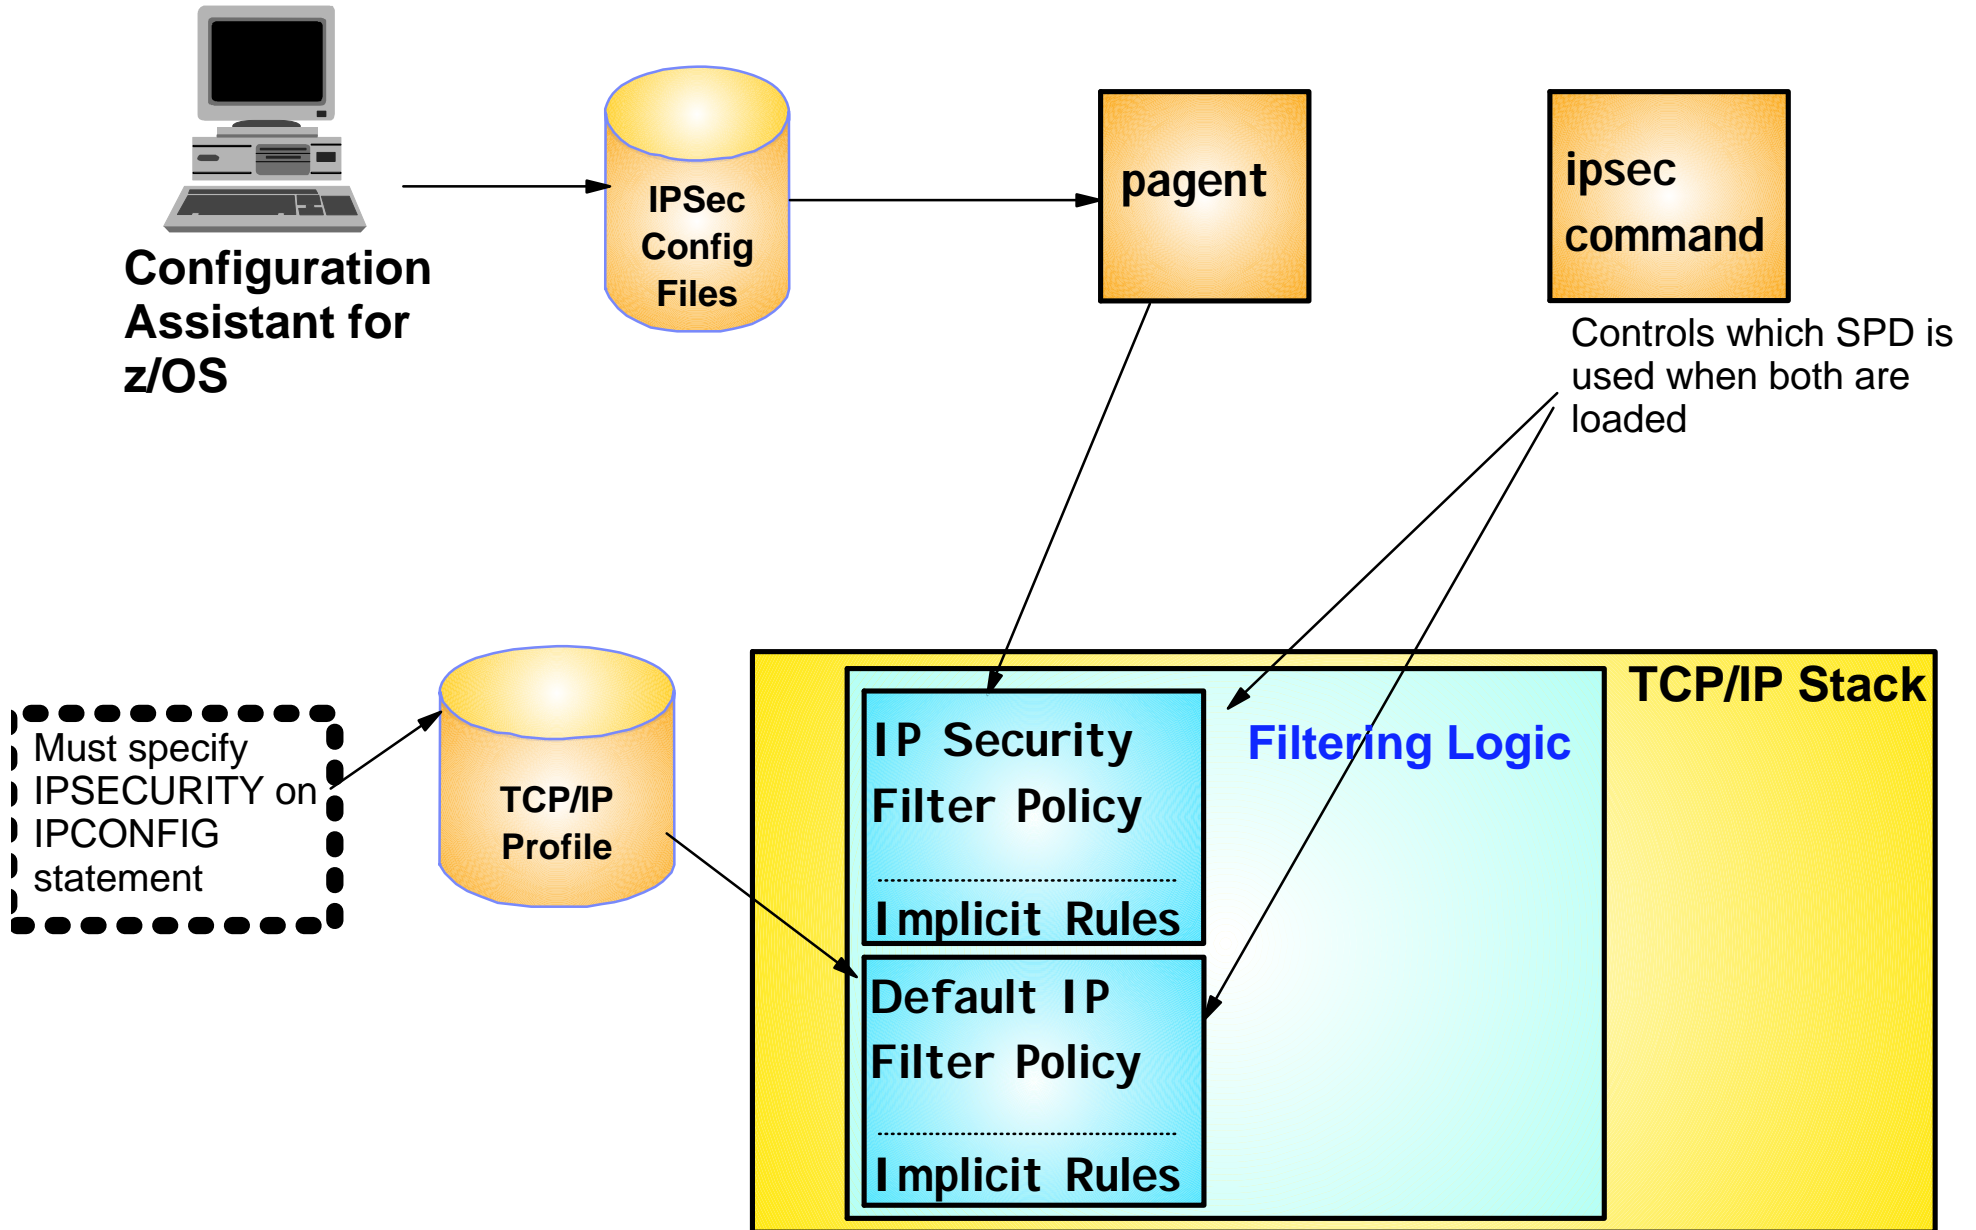 IPSec
Config
Files
pagent
ipsec
command
Configuration
Assistant for
z/OS
Controls which SPD is
used when both are
loaded
TCP/IP Stack
Must specify
IPSECURITY on
IPCONFIG
statement
TCP/IP
Profile
IP Security
Filter Policy
Implicit Rules
Filtering Logic
Default IP
Filter Policy
Implicit Rules